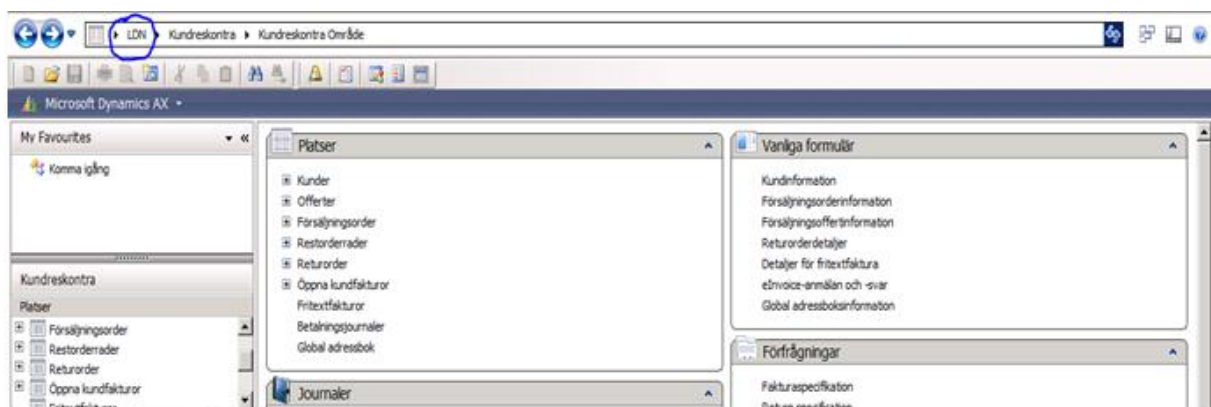 LDN Kundreskontra Kundreskontra Område
Microsoft Dynamics AX
My Favourites
Komma igång
Kundreskontra
Platser
Försäljningsorder
Restorderrader
Returorder
Öppna kundfakturor
Platser
Kunder
Offerter
Försäljningsorder
Restorderrader
Returorder
Öppna kundfakturor
Fritextfakturor
Betalningsjournaler
Global adressbok
Journaler
Vanliga formulär
Kundinformation
Försäljningsorderinformation
Försäljningsoffertinformation
Returorderdetaljer
Detaljer för fritextfaktura
eInvoice-anmälan och -svar
Global adressboksinformation
Förfrågningar
Fakturaspecifikation